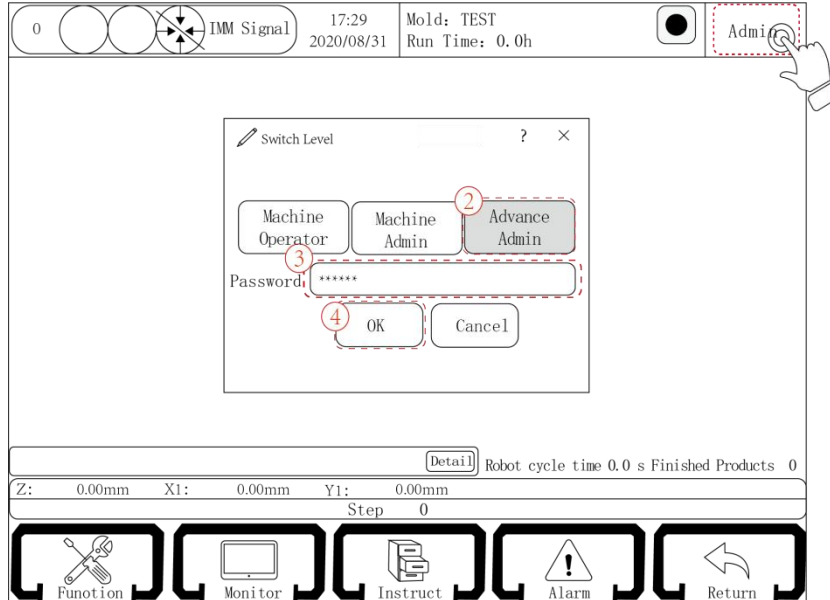 0
IMM Signal
17:29
2020/08/31
Mold: TEST
Run Time: 0.0h
Admin
Switch Level
?
×
Machine
Operator
Machine
Admin
②
Advance
Admin
③
Password
******
④
OK
Cancel
Detail
Robot cycle time 0.0 s Finished Products 0
Z: 0.00mm X1: 0.00mm Y1: 0.00mm
Step 0
Funotion
Monitor
Instruct
Alarm
Return